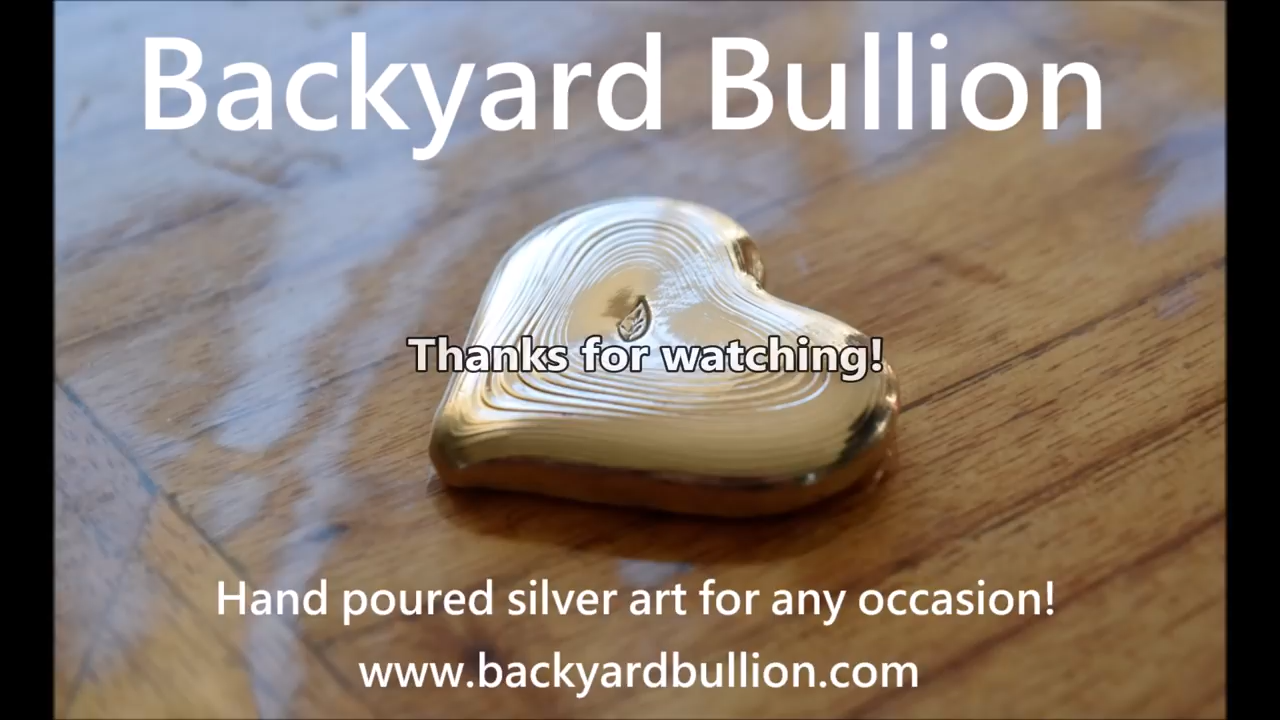 Backyard Bullion
Thanks for watching!
Hand poured silver art for any occasion!
www.backyardbullion.com